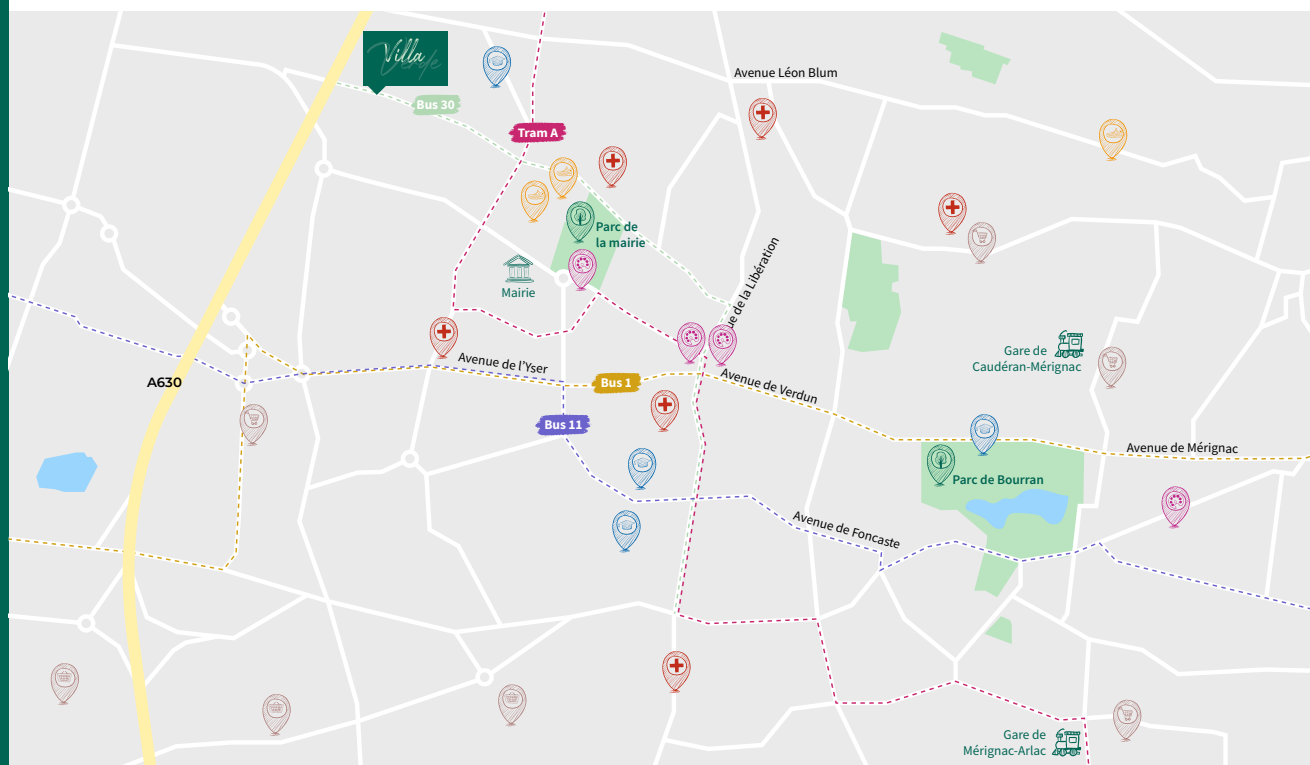 Villa
Verde
Avenue Léon Blum
Bus 30
Tram A
Parc de
la mairie
Mairie
ue de la Libération
Gare de
Caudéran-Mérignac
Avenue de l'Yser
A630
Bus 1
Avenue de Verdun
Bus 11
Avenue de Mérignac
Parc de Bourran
Avenue de Foncaste
Gare de
Mérignac-Arlac